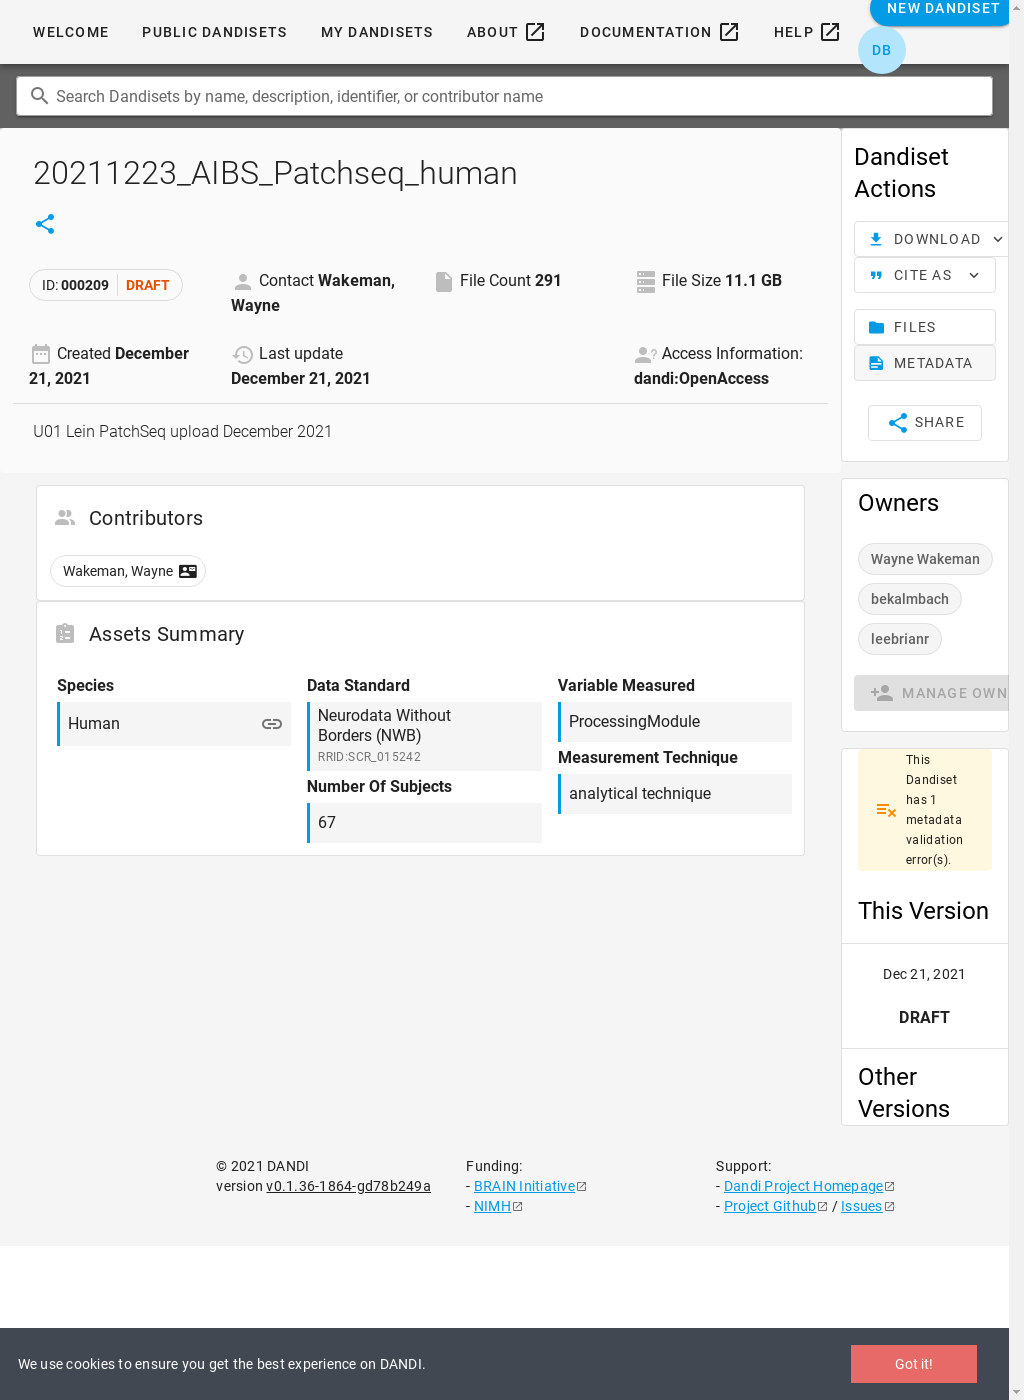 WELCOME
PUBLIC DANDISETS
MY DANDISETS
ABOUT
DOCUMENTATION
HELP
NEW DANDISET
DB
Search Dandisets by name, description, identifier, or contributor name
20211223_AIBS_Patchseq_human
ID: 000209 DRAFT
Contact Wakeman,
Wayne
File Count 291
File Size 11.1 GB
Created December
21, 2021
Last update
December 21, 2021
Access Information:
dandi:OpenAccess
U01 Lein PatchSeq upload December 2021
Contributors
Wakeman, Wayne
Assets Summary
Species
Human
Data Standard
Neurodata Without
Borders (NWB)
RRID:SCR_015242
Number Of Subjects
67
Variable Measured
ProcessingModule
Measurement Technique
analytical technique
Dandiset
Actions
DOWNLOAD
CITE AS
FILES
METADATA
SHARE
Owners
Wayne Wakeman
bekalmbach
leebrianr
MANAGE OWN
This
Dandiset
has 1
metadata
validation
error(s).
This Version
Dec 21, 2021
DRAFT
Other
Versions
© 2021 DANDI
version v0.1.36-1864-gd78b249a
Funding:
- BRAIN Initiative
- NIMH
Support:
- Dandi Project Homepage
- Project Github / Issues
We use cookies to ensure you get the best experience on DANDI.
Got it!